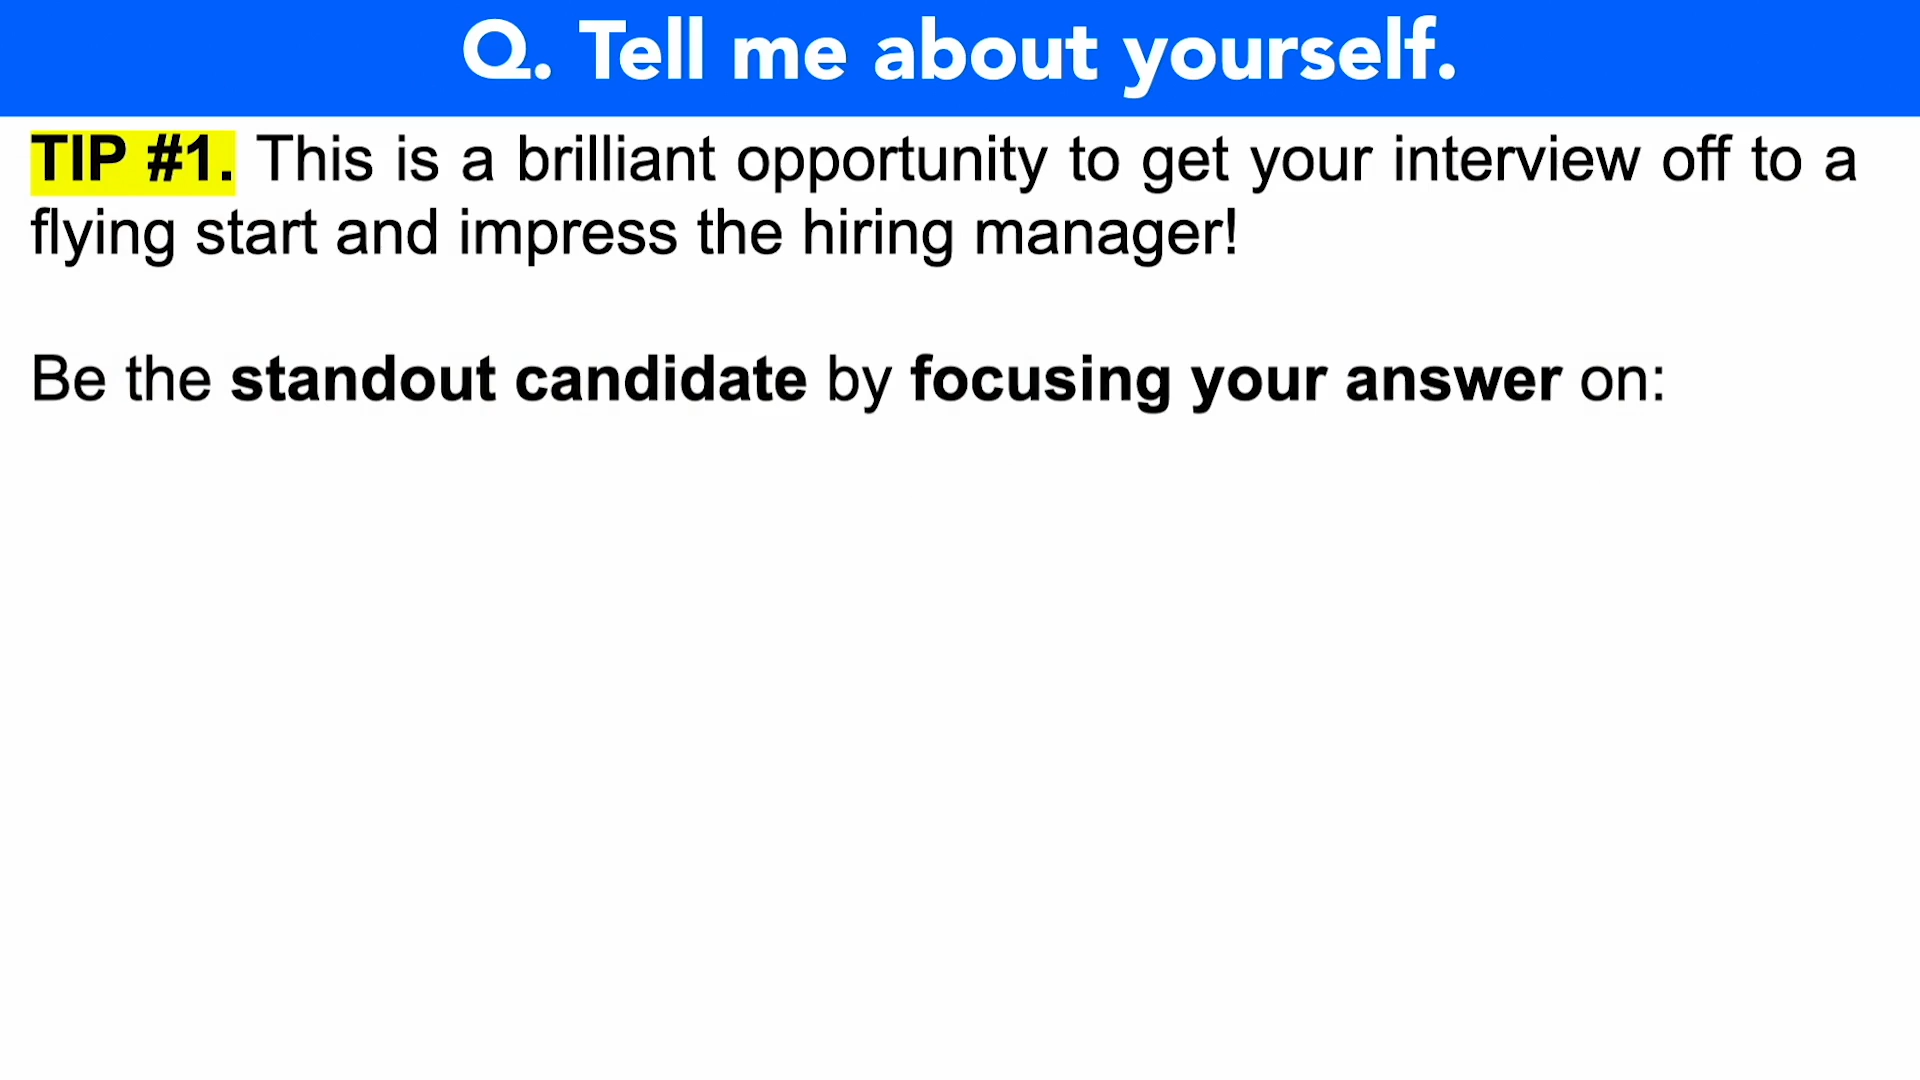 Q. Tell me about yourself.
TIP #1. This is a brilliant opportunity to get your interview off to a
flying start and impress the hiring manager!
Be the standout candidate by focusing your answer on: